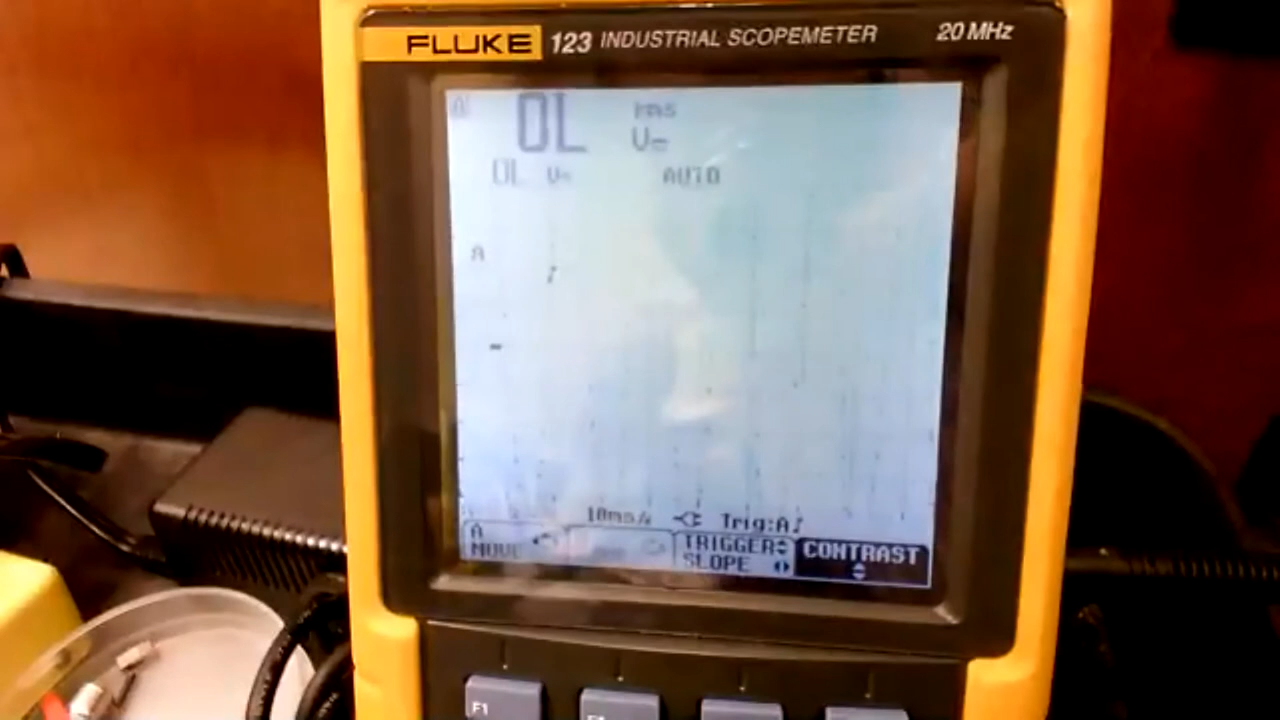 FLUKE 123 INDUSTRIAL SCOPEMETER 20 MHz
A OL rms
V
OL V AUTO
A
10ms/ Trig:A
A MOVE
TRIGGER SLOPE
CONTRAST
F1